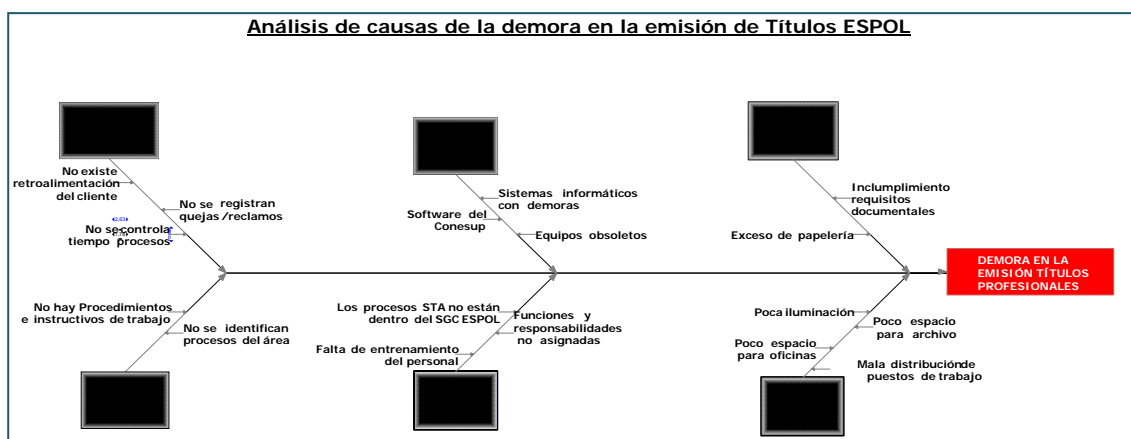 Análisis de causas de la demora en la emisión de Títulos ESPOL
No existe
retroalimentación
del cliente
No se registran
quejas/reclamos
No se controla
tiempo procesos
2,63
Sistemas informáticos
con demoras
Software del
Conesup
Equipos obsoletos
Inclumplimiento
requisitos
documentales
Exceso de papelería
DEMORA EN LA
EMISIÓN TÍTULOS
PROFESIONALES
No hay Procedimientos
e instructivos de trabajo
No se identifican
procesos del área
Los procesos STA no están
dentro del SGC ESPOL
Funciones y
responsabilidades
no asignadas
Falta de entrenamiento
del personal
Poca iluminación
Poco espacio
para archivo
Poco espacio
para oficinas
Mala distribuciónde
puestos de trabajo